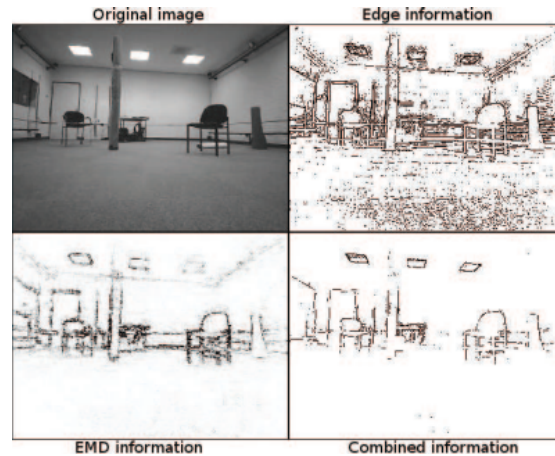 Original image
Edge information
EMD information
Combined information